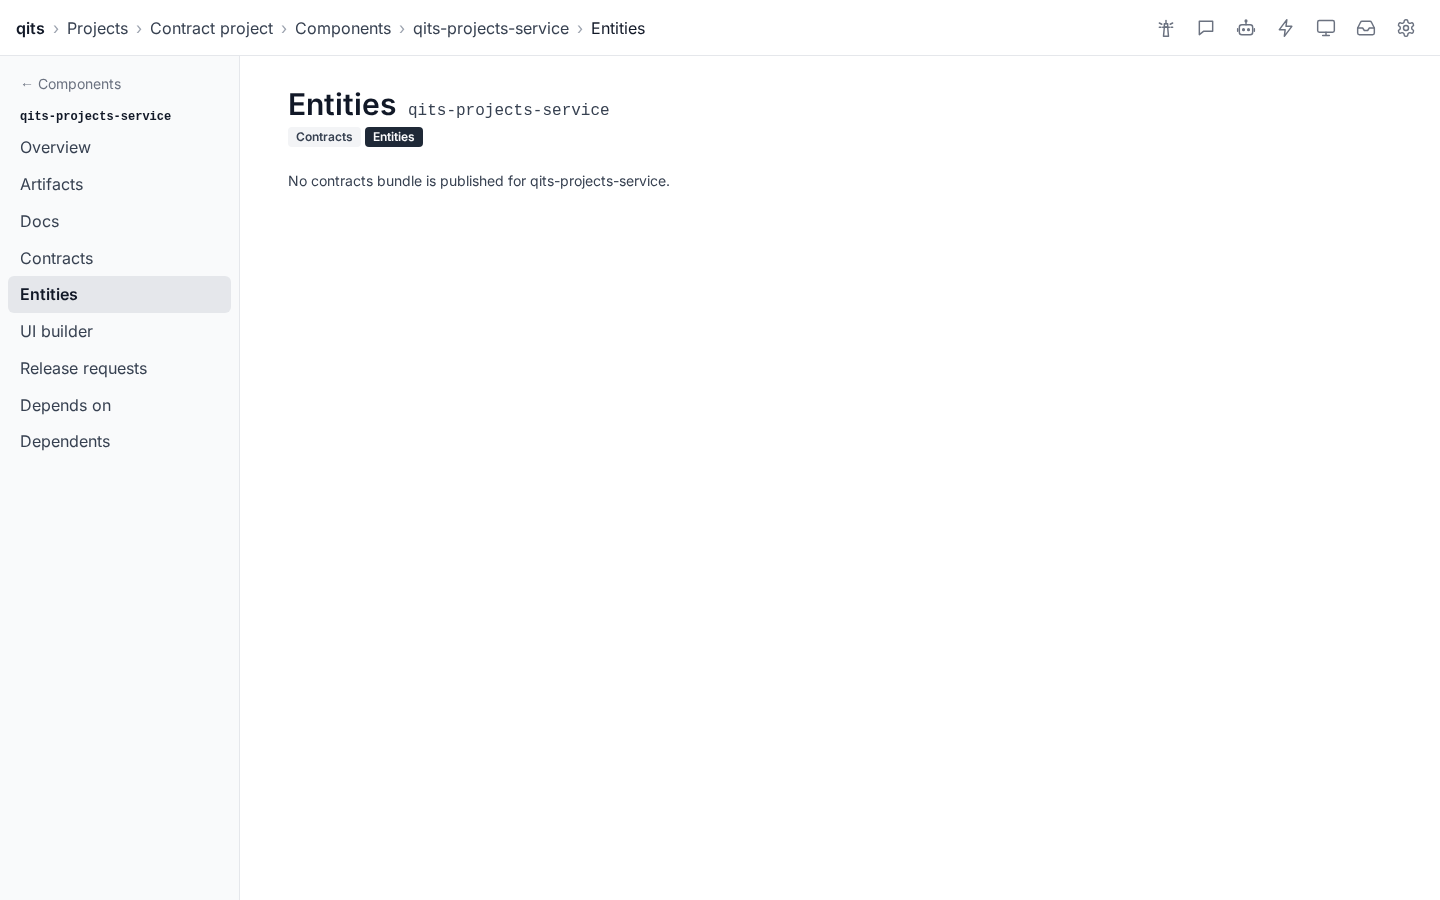 qits › Projects › Contract project › Components › qits-projects-service › Entities
← Components
qits-projects-service
Overview
Artifacts
Docs
Contracts
Entities
UI builder
Release requests
Depends on
Dependents
Entities qits-projects-service
Contracts Entities
No contracts bundle is published for qits-projects-service.